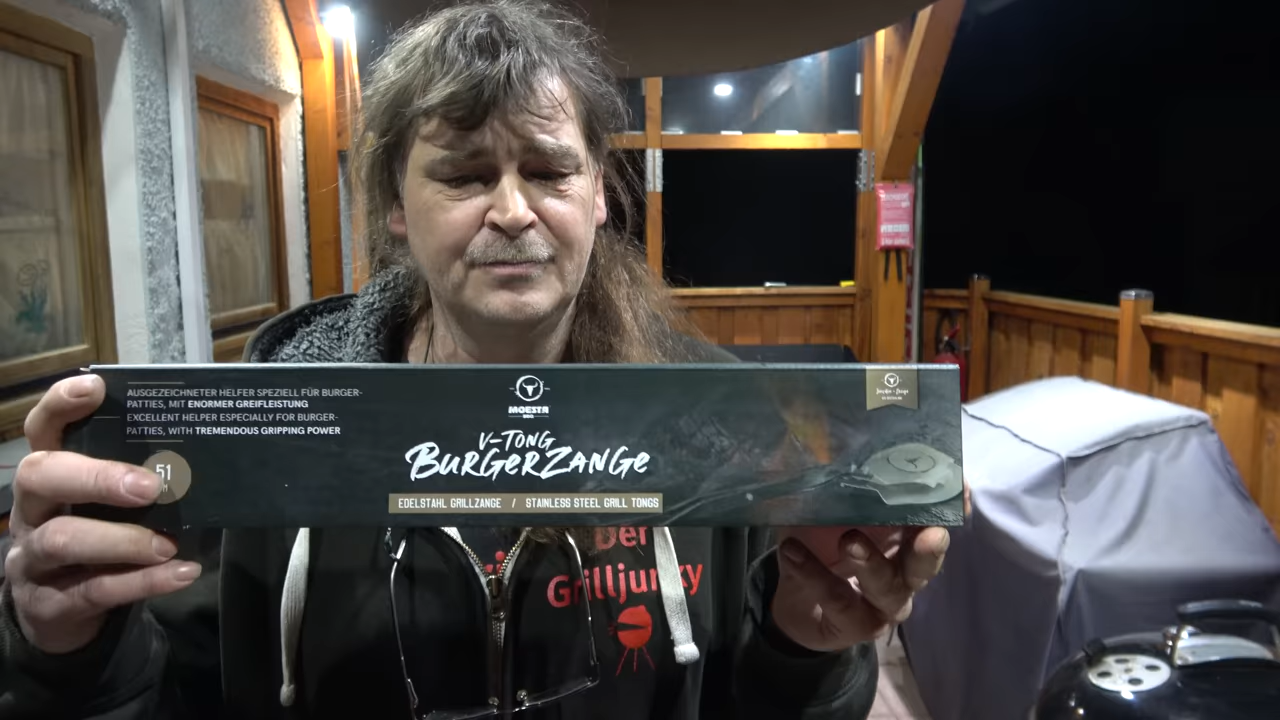 AUSGEZEICHNETER HELFER SPEZIELL FÜR BURGER-
PATTIES, MIT ENORMER GREIFLEISTUNG
EXCELLENT HELPER ESPECIALLY FOR BURGER-
PATTIES, WITH TREMENDOUS GRIPPING POWER
51
MOESTA
BBQ
V-TONG
BURGERZANGE
EDELSTAHL GRILLZANGE / STAINLESS STEEL GRILL TONGS
Der
Grilljunky